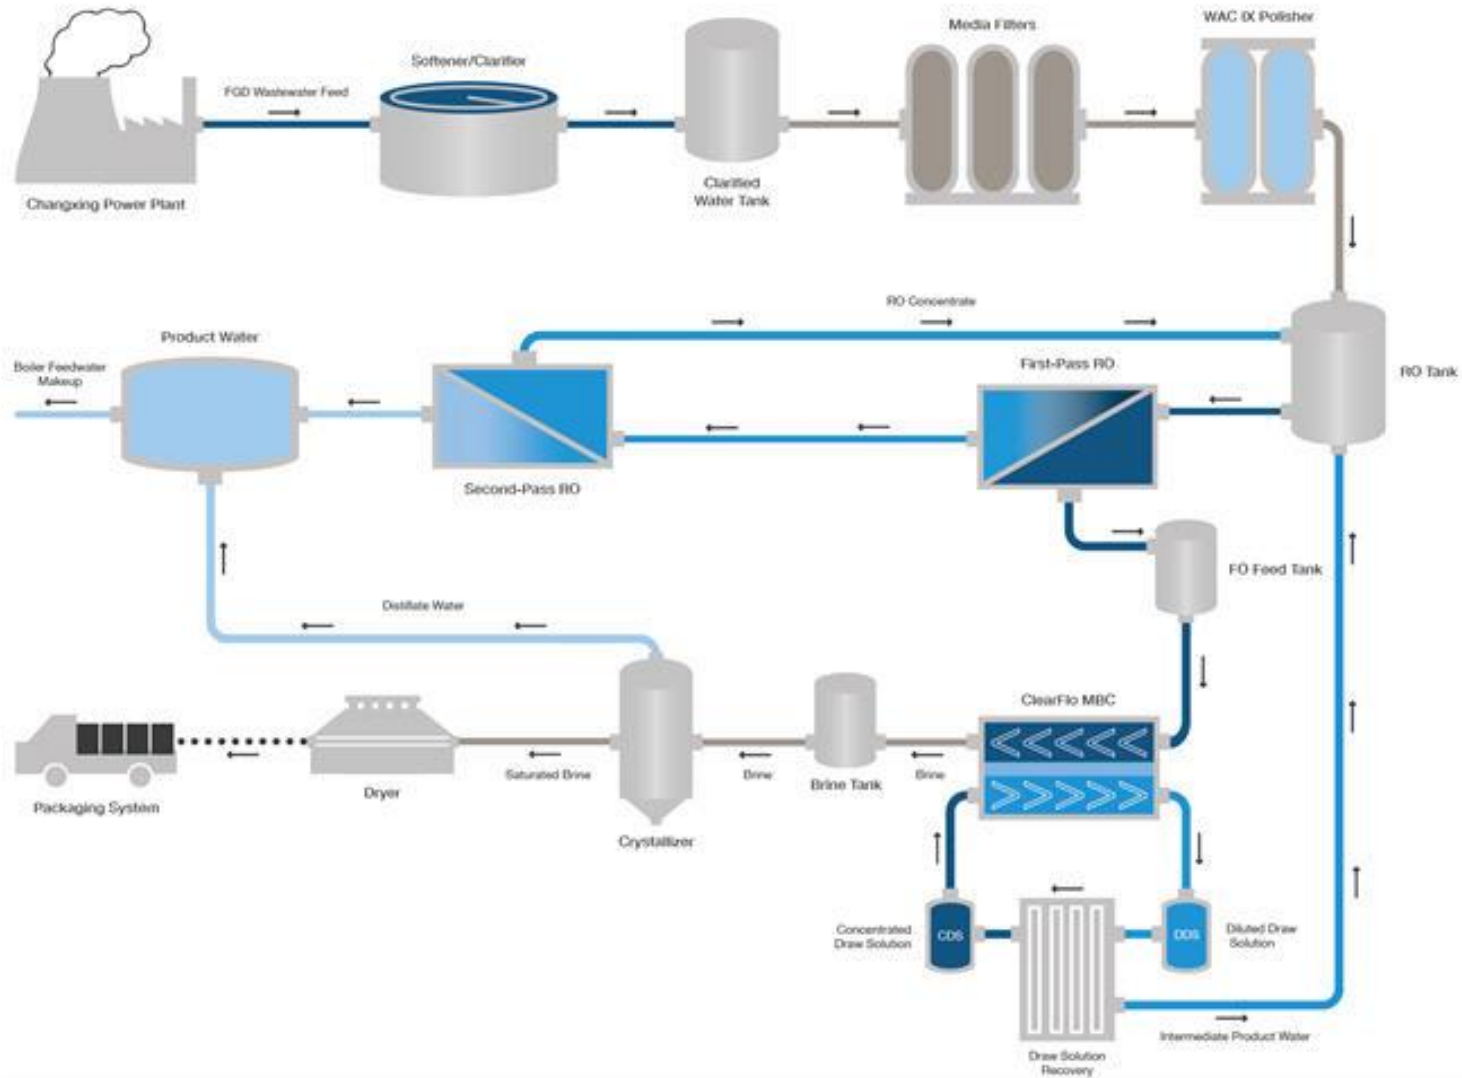 WAC IX Polisher
Media Filters
Softener/Clarifier
FGD Wastewater Feed
Clarified
Water Tank
Changxing Power Plant
RO Concentrate
Product Water
First-Pass RO
Boiler Feedwater
Makeup
RO Tank
Second-Pass RO
FO Feed Tank
Distillate Water
ClearFlo MBC
Saturated Brine
Brine
Brine
Brine Tank
Dryer
Packaging System
Crystallizer
Concentrated
Draw Solution
CDS
DDS
Diluted Draw
Solution
Intermediate Product Water
Draw Solution
Recovery